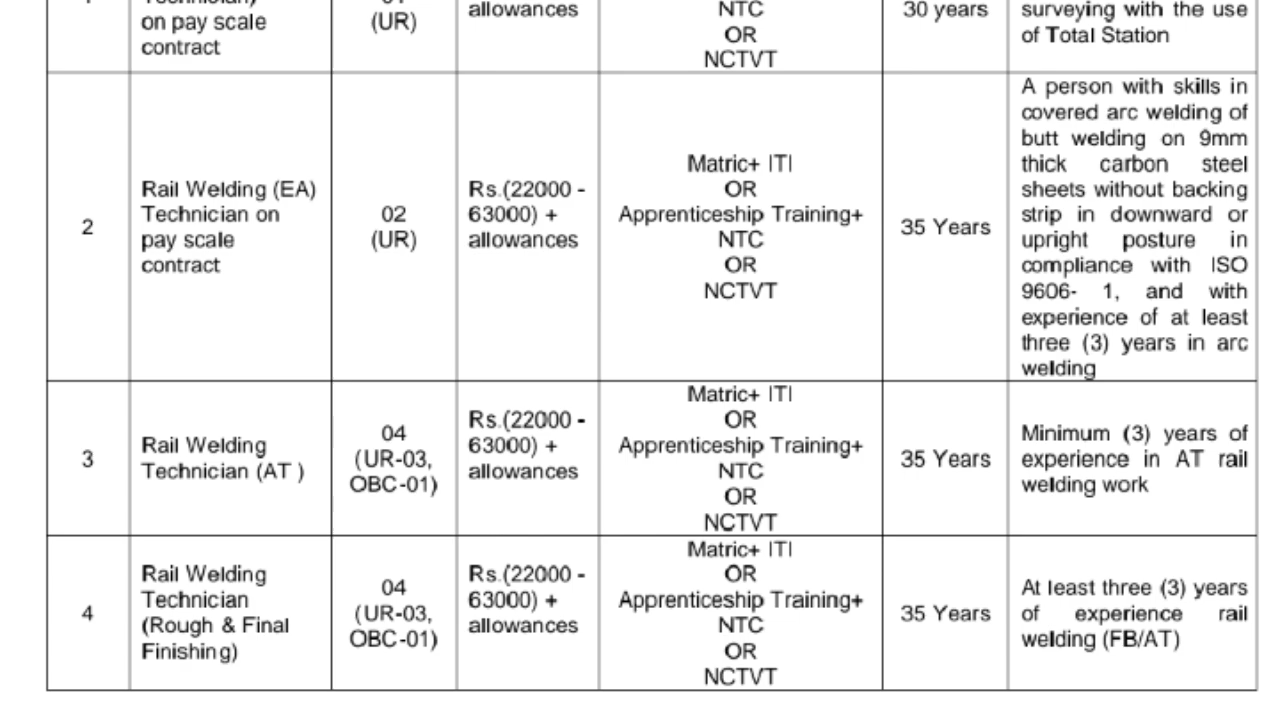 on pay scale
contract
(UR)
allowances
NTC
OR
NCTVT
30 years
surveying with the use
of Total Station
2
Rail Welding (EA)
Technician on
pay scale
contract
02
(UR)
Rs.(22000 -
63000) +
allowances
Matric+ ITI
OR
Apprenticeship Training+
NTC
OR
NCTVT
35 Years
A person with skills in
covered arc welding of
butt welding on 9mm
thick carbon steel
sheets without backing
strip in downward or
upright posture in
compliance with ISO
9606- 1, and with
experience of at least
three (3) years in arc
welding
3
Rail Welding
Technician (AT )
04
(UR-03,
OBC-01)
Rs.(22000 -
63000) +
allowances
Matric+ ITI
OR
Apprenticeship Training+
NTC
OR
NCTVT
35 Years
Minimum (3) years of
experience in AT rail
welding work
4
Rail Welding
Technician
(Rough & Final
Finishing)
04
(UR-03,
OBC-01)
Rs.(22000 -
63000) +
allowances
Matric+ ITI
OR
Apprenticeship Training+
NTC
OR
NCTVT
35 Years
At least three (3) years
of experience rail
welding (FB/AT)